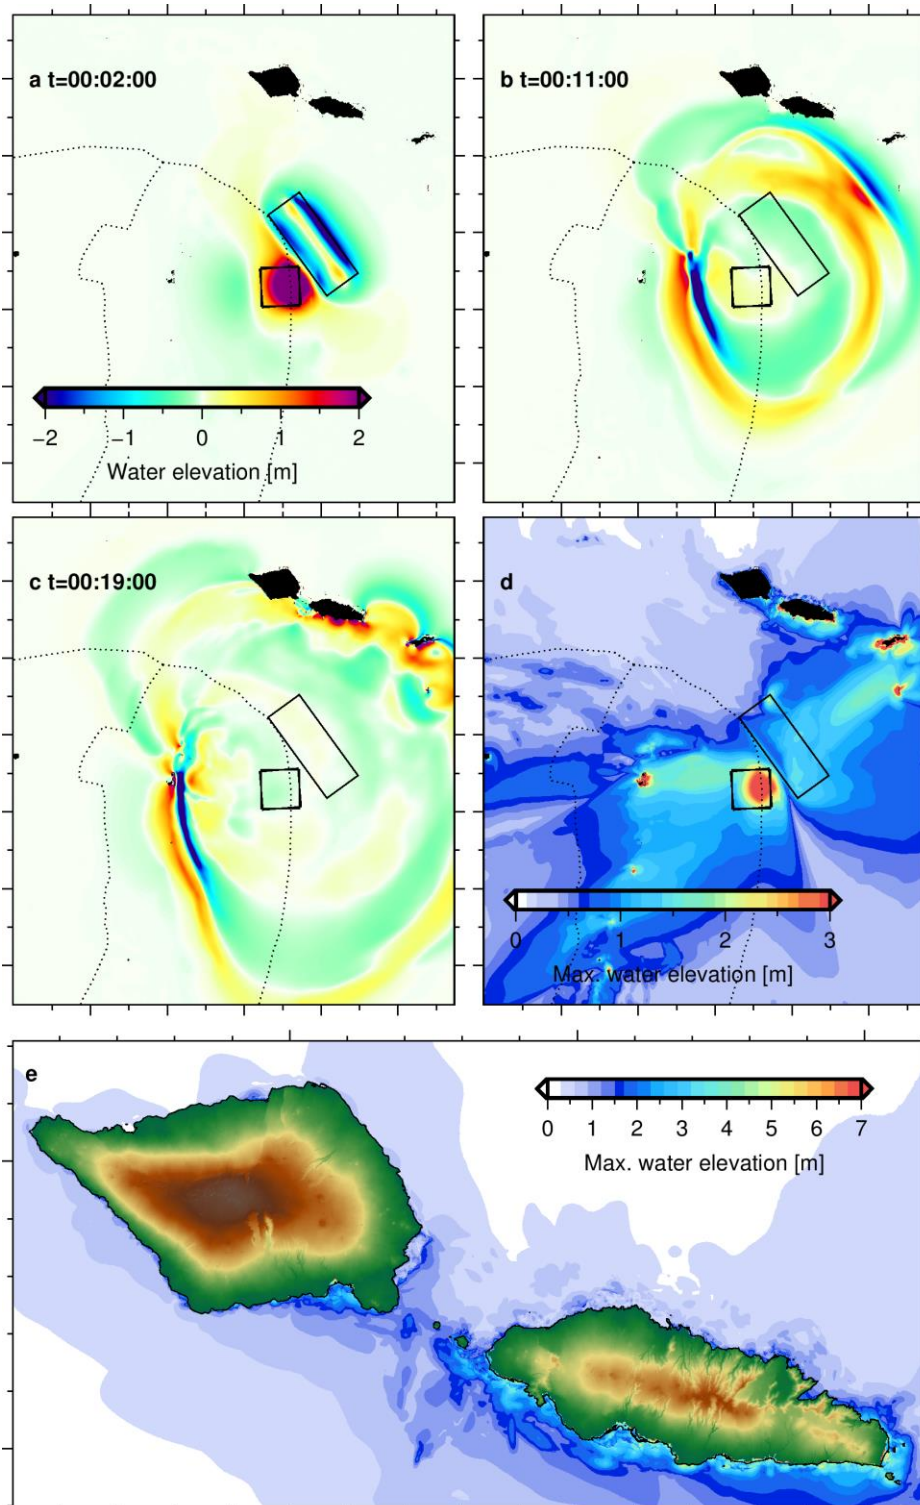 a t=00:02:00
b t=00:11:00
−2 −1 0 1 2
Water elevation [m]
c t=00:19:00
d
0 1 2 3
Max. water elevation [m]
e
0 1 2 3 4 5 6 7
Max. water elevation [m]